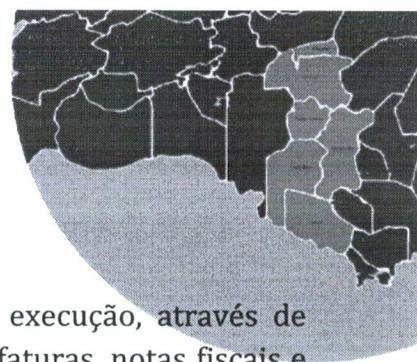 execução, através de
faturas, notas fiscais e